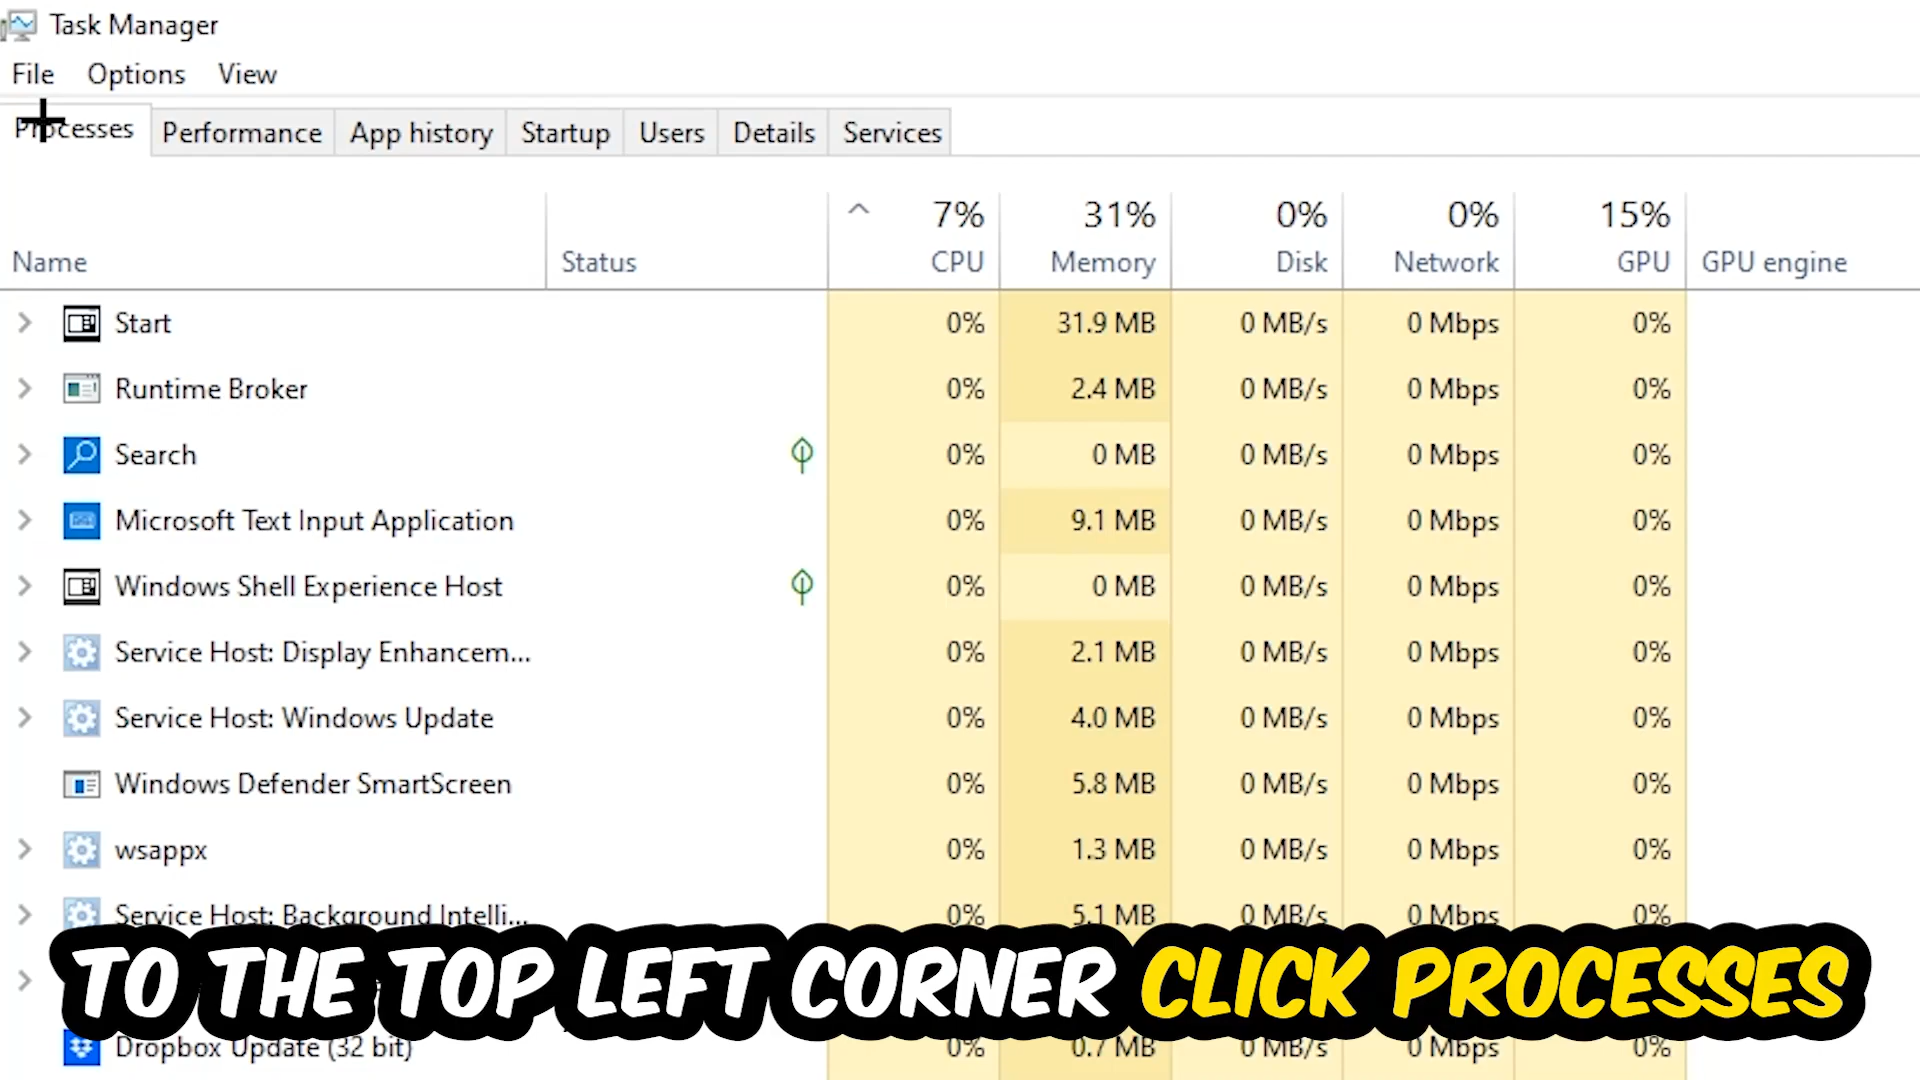 Task Manager
File Options View
Processes Performance App history Startup Users Details Services
7% 31% 0% 0% 15%
Name Status CPU Memory Disk Network GPU GPU engine
Start 0% 31.9 MB 0 MB/s 0 Mbps 0%
Runtime Broker 0% 2.4 MB 0 MB/s 0 Mbps 0%
Search 0% 0 MB 0 MB/s 0 Mbps 0%
Microsoft Text Input Application 0% 9.1 MB 0 MB/s 0 Mbps 0%
Windows Shell Experience Host 0% 0 MB 0 MB/s 0 Mbps 0%
Service Host: Display Enhancem... 0% 2.1 MB 0 MB/s 0 Mbps 0%
Service Host: Windows Update 0% 4.0 MB 0 MB/s 0 Mbps 0%
Windows Defender SmartScreen 0% 5.8 MB 0 MB/s 0 Mbps 0%
wsappx 0% 1.3 MB 0 MB/s 0 Mbps 0%
Service Host: Background Intelli... 0% 5.1 MB 0 MB/s 0 Mbps 0%
TO THE TOP LEFT CORNER CLICK PROCESSES
Dropbox Update (32 bit) 0% 0.7 MB 0 MB/s 0 Mbps 0%